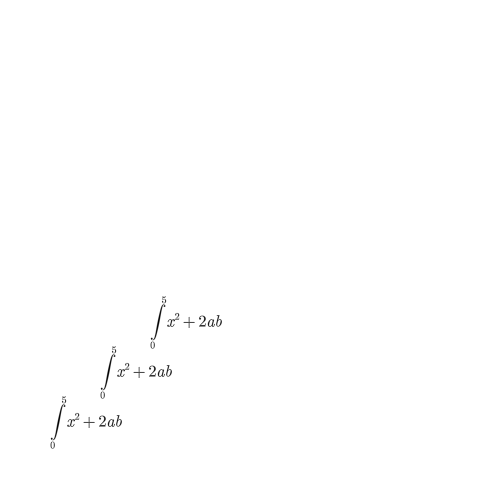 ∫₀⁵ x² + 2ab
∫₀⁵ x² + 2ab
∫₀⁵ x² + 2ab